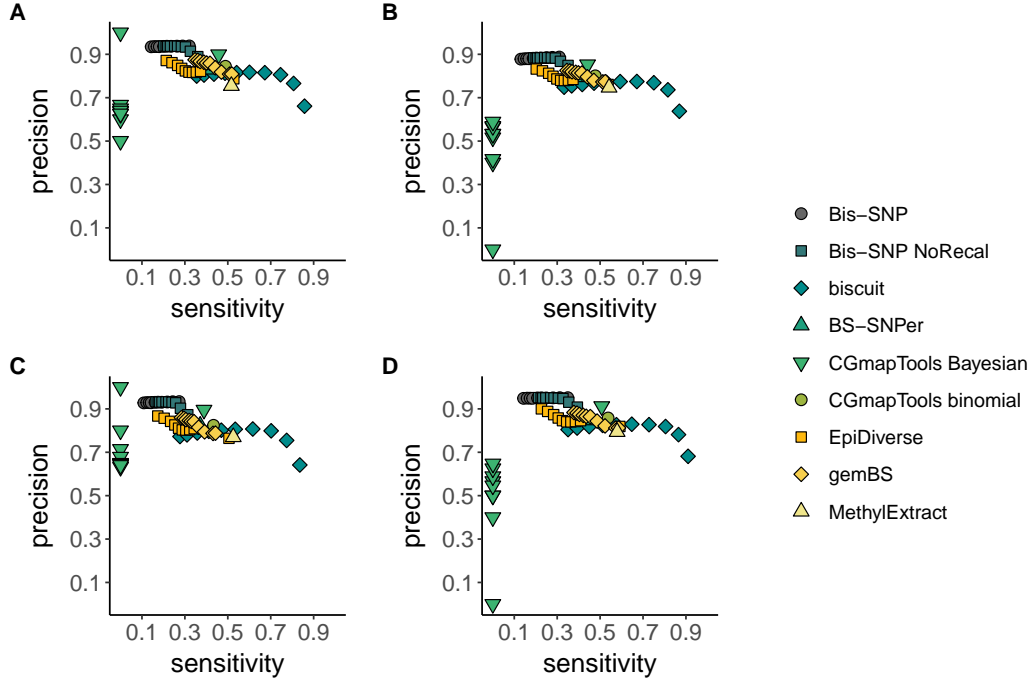 A
0.9
0.7
0.5
0.3
0.1
precision
0.1 0.3 0.5 0.7 0.9
sensitivity
B
0.9
0.7
0.5
0.3
0.1
precision
0.1 0.3 0.5 0.7 0.9
sensitivity
C
0.9
0.7
0.5
0.3
0.1
precision
0.1 0.3 0.5 0.7 0.9
sensitivity
D
0.9
0.7
0.5
0.3
0.1
precision
0.1 0.3 0.5 0.7 0.9
sensitivity
Bis−SNP
Bis−SNP NoRecal
biscuit
BS−SNPer
CGmapTools Bayesian
CGmapTools binomial
EpiDiverse
gemBS
MethylExtract